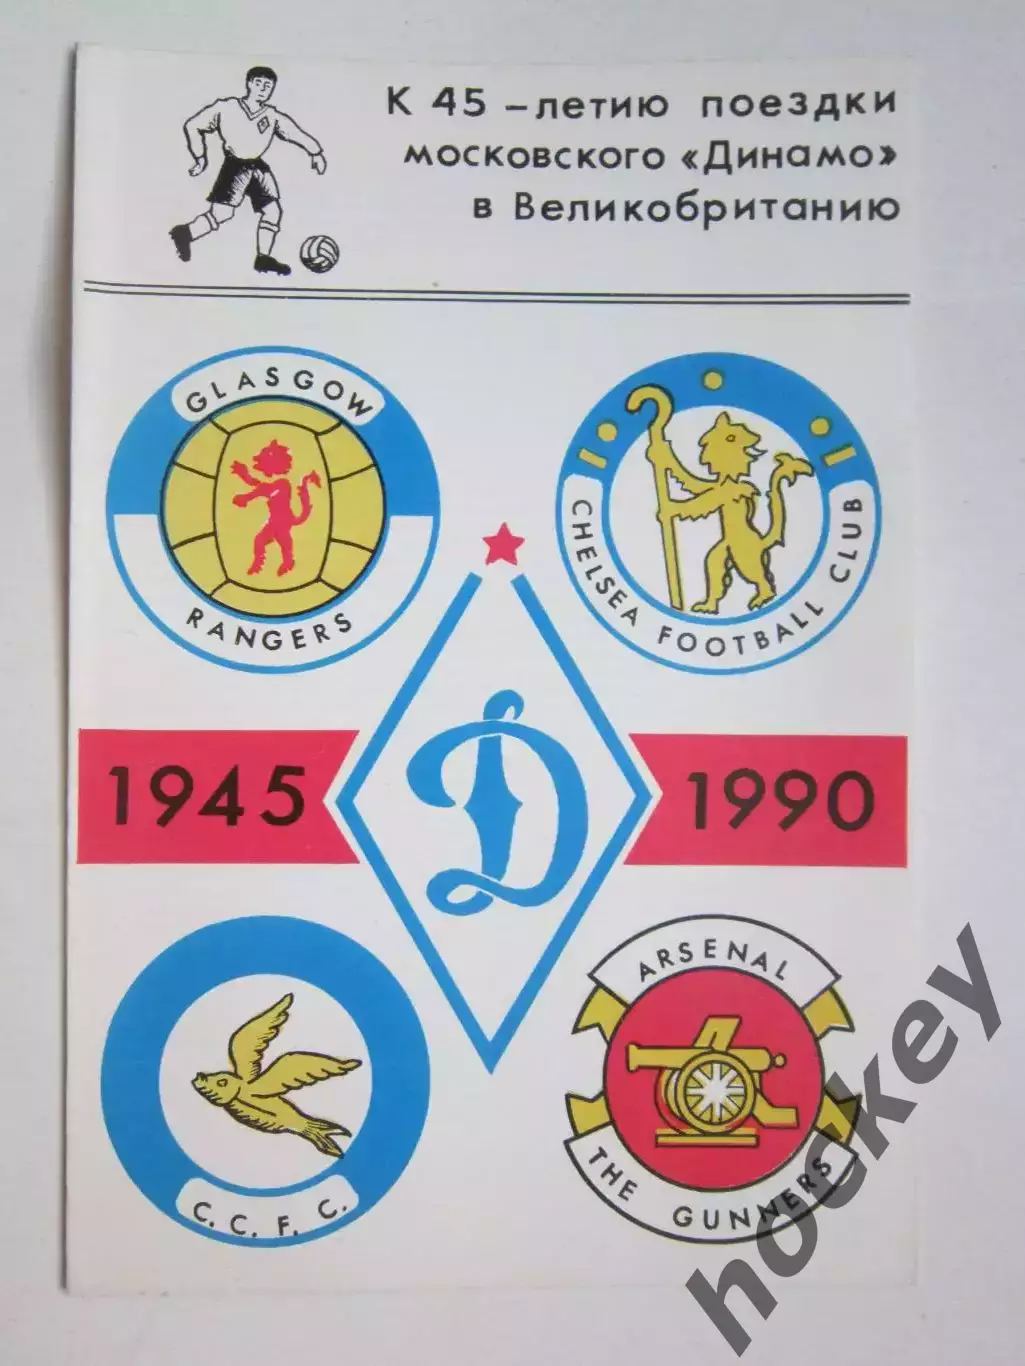 К 45 – летию поездки
московского «Динамо»
в Великобританию
GLASGOW
RANGERS
CHELSEA FOOTBALL CLUB
1945
Д
1990
C. C. F. C.
ARSENAL
THE GUNNERS
hockey